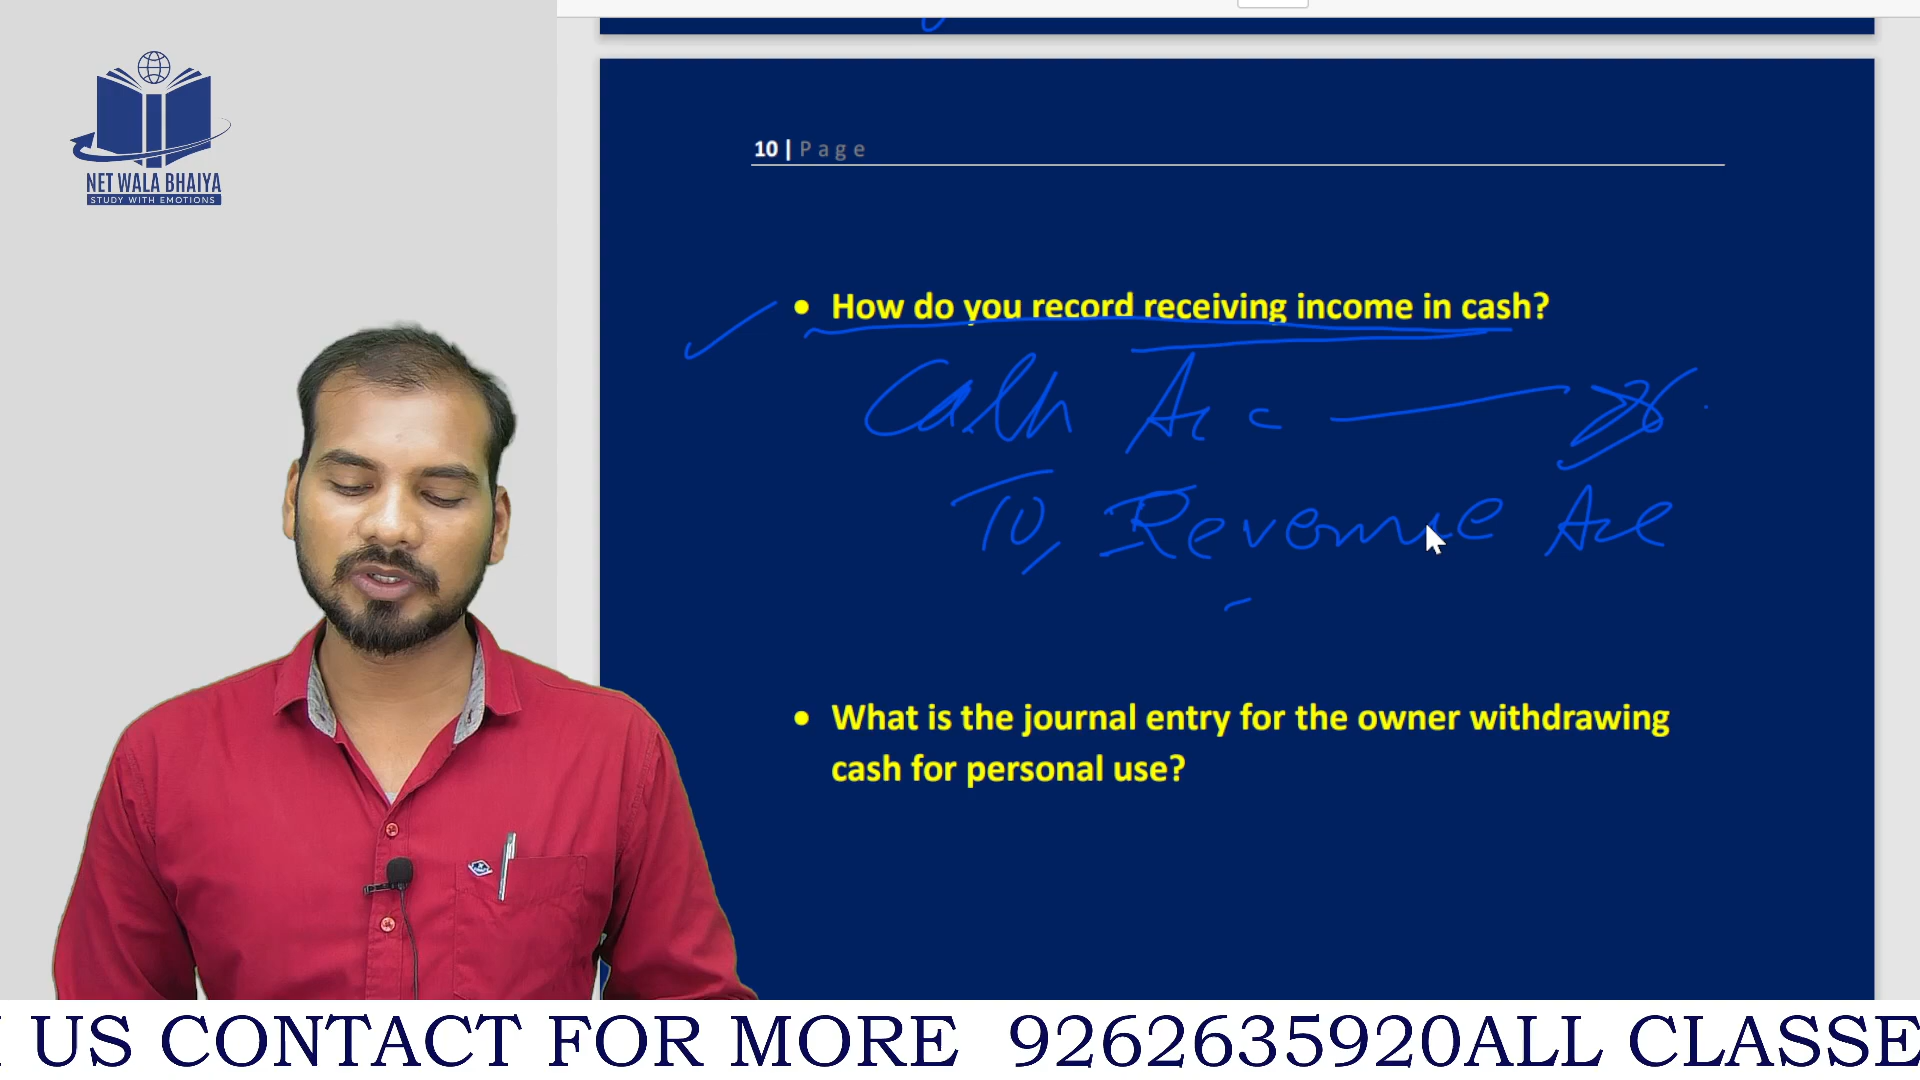 NET WALA BHAIYA
STUDY WITH EMOTIONS
10 | Page
• How do you record receiving income in cash?
Cash Acc
To, Revenue Acc
• What is the journal entry for the owner withdrawing
cash for personal use?
US CONTACT FOR MORE 9262635920ALL CLASSE